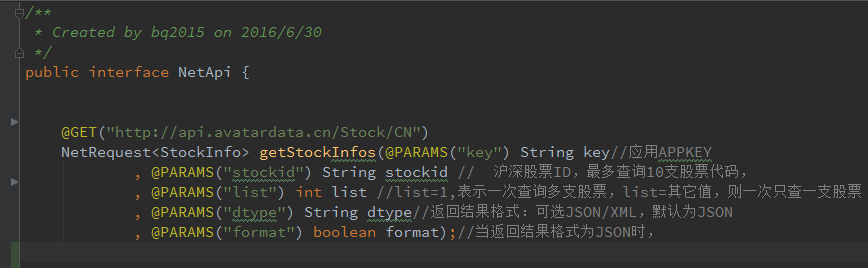 /**
 * Created by bq2015 on 2016/6/30
 */
public interface NetApi {
@GET("http://api.avatardata.cn/Stock/CN")
NetRequest<StockInfo> getStockInfos(@PARAMS("key") String key//应用APPKEY
, @PARAMS("stockid") String stockid // 沪深股票ID，最多查询10支股票代码，
, @PARAMS("list") int list //list=1,表示一次查询多支股票，list=其它值，则一次只查一支股票
, @PARAMS("dtype") String dtype//返回结果格式：可选JSON/XML，默认为JSON
, @PARAMS("format") boolean format);//当返回结果格式为JSON时，